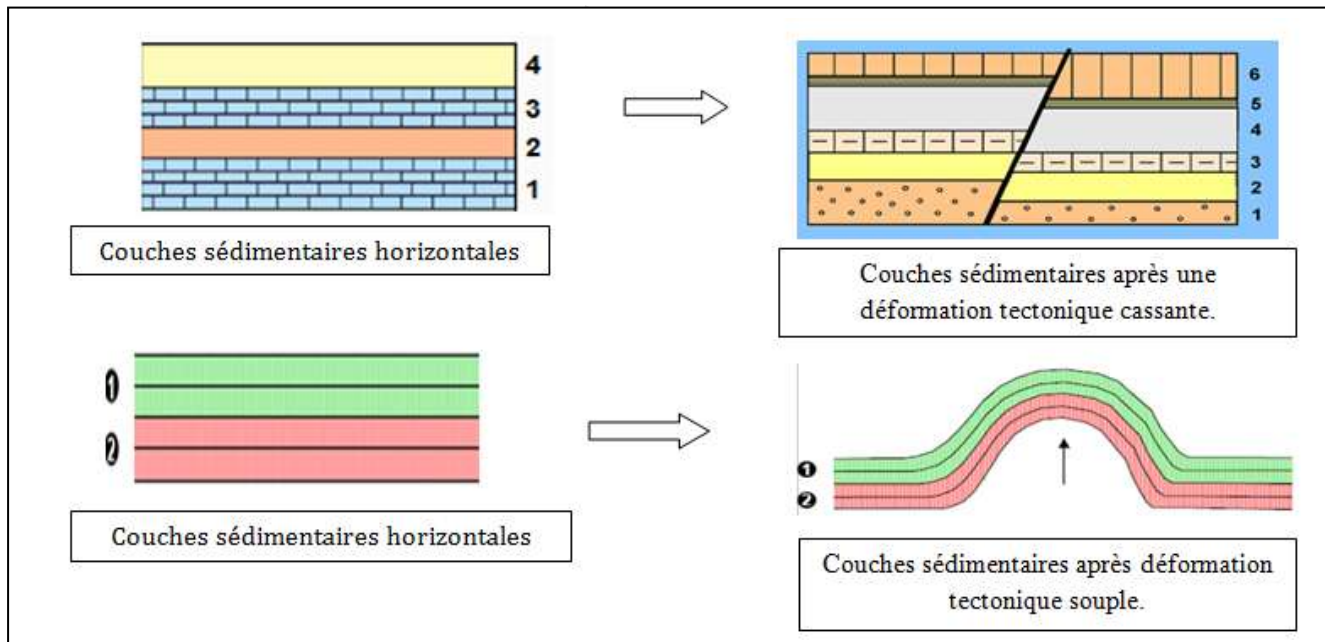 4
3
2
1
Couches sédimentaires horizontales
6
5
4
3
2
1
Couches sédimentaires après une
déformation tectonique cassante.
1
2
Couches sédimentaires horizontales
1
2
Couches sédimentaires après déformation
tectonique souple.